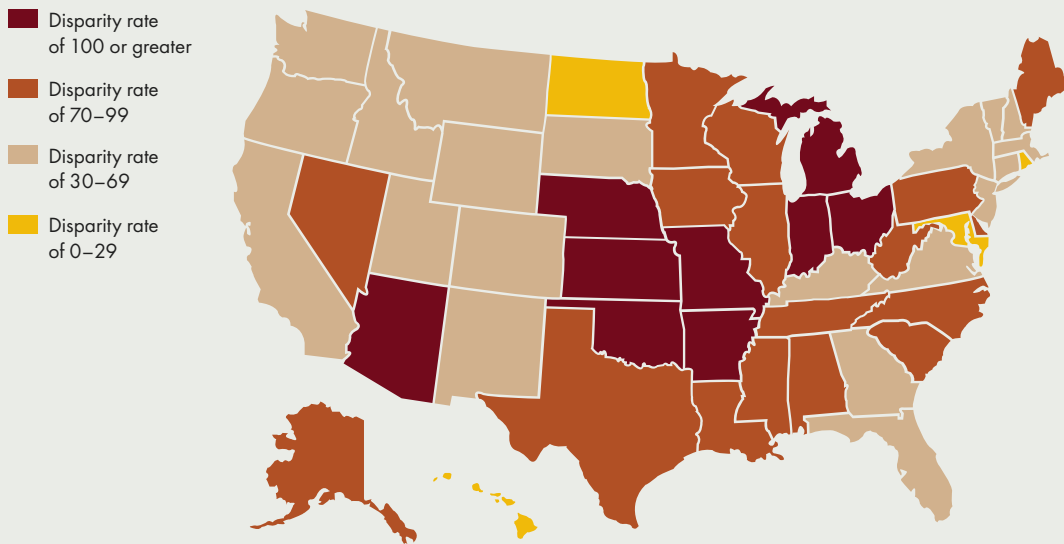 Disparity rate
of 100 or greater
Disparity rate
of 70–99
Disparity rate
of 30–69
Disparity rate
of 0–29